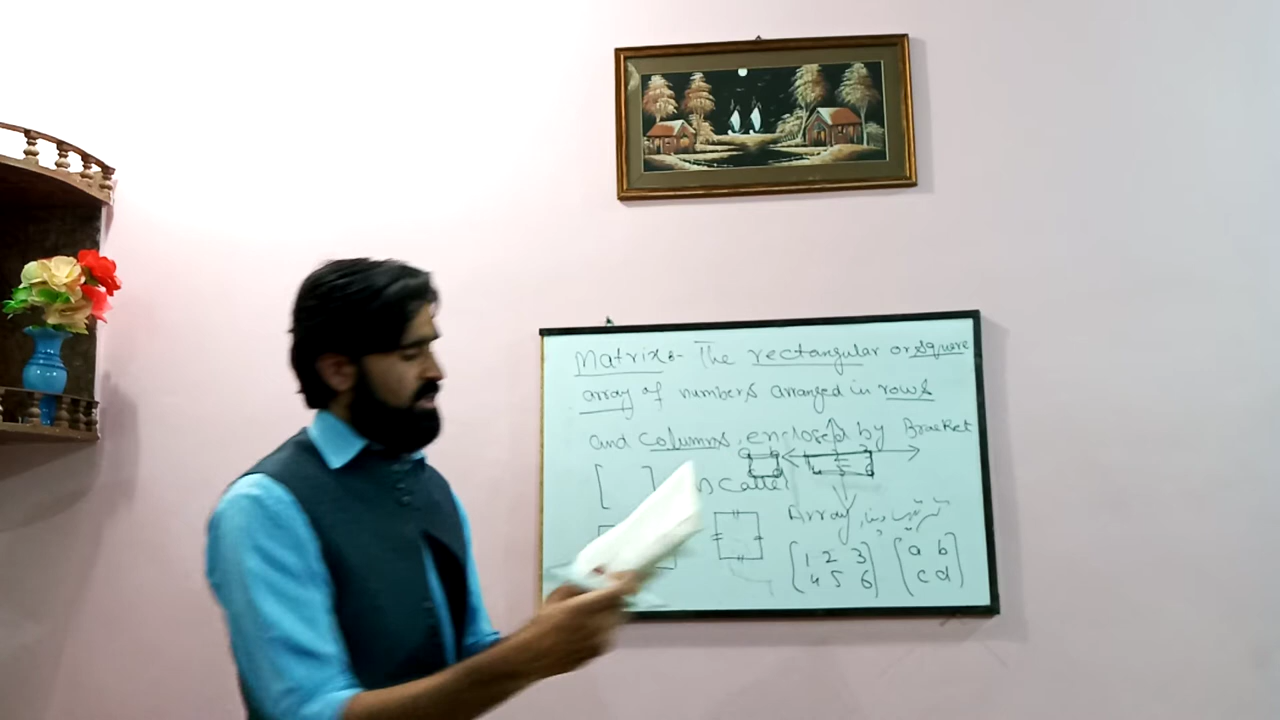 Matrix:- The rectangular or square
array of numbers arranged in rows
and columns, enclosed by Bracket
[ ] is called
Array, ترتیب دینا
[1 2 3] [a b]
[4 5 6] [c d]